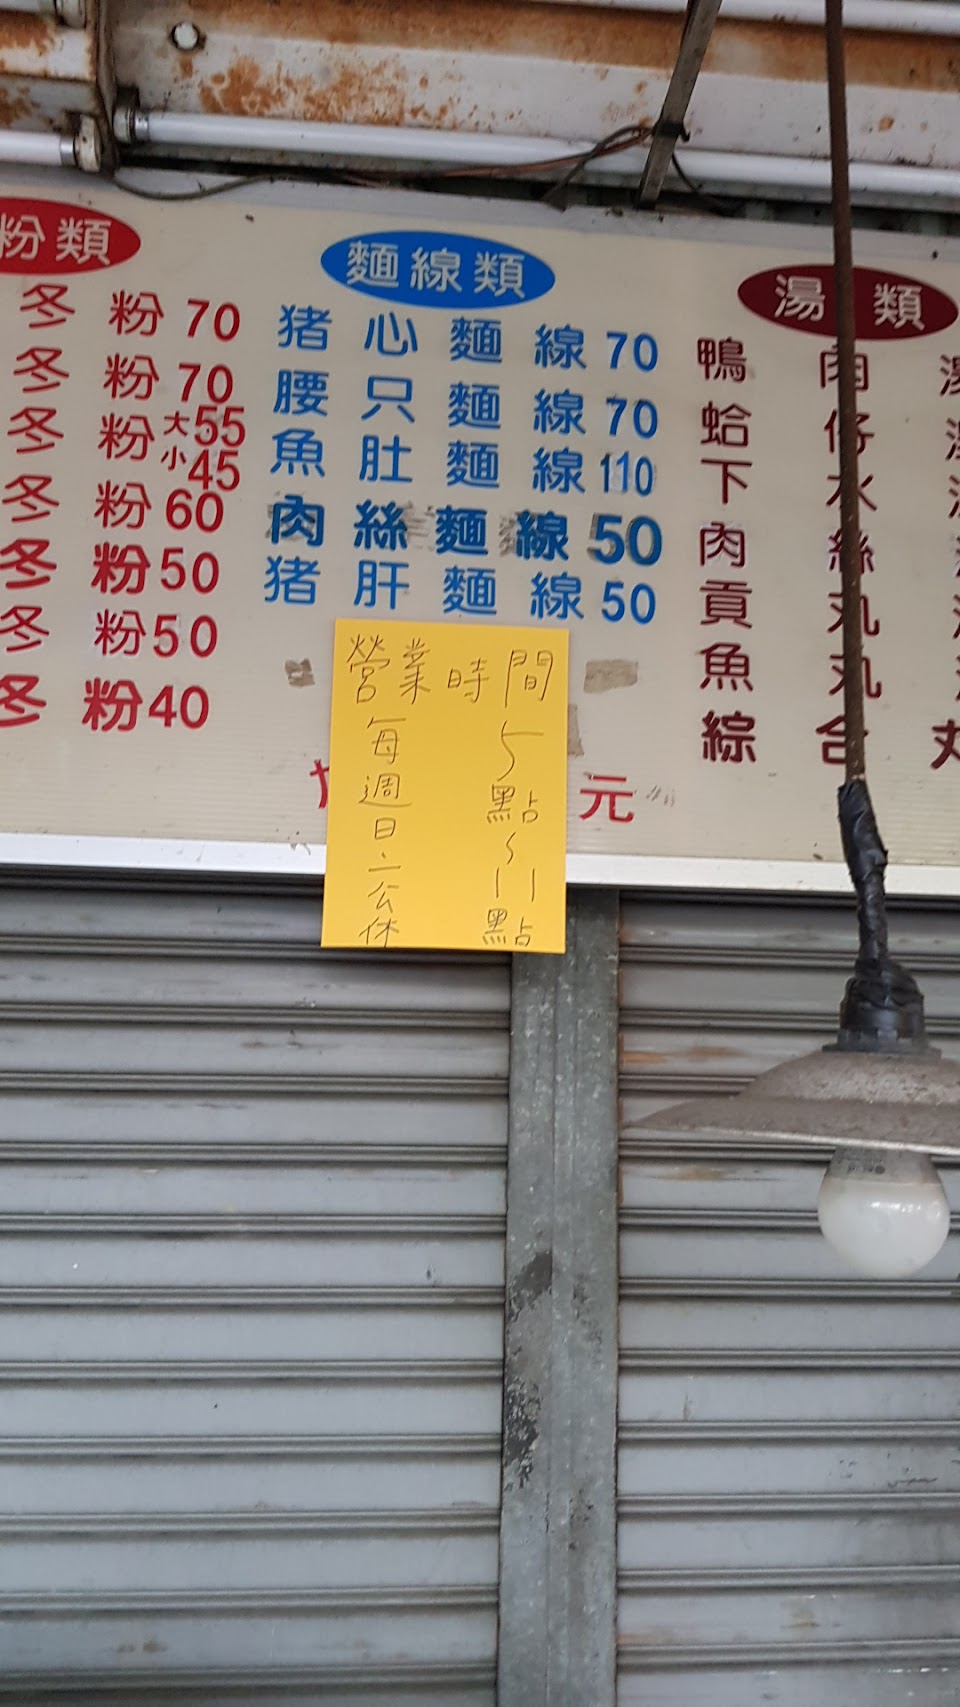 粉類
冬粉70
冬粉70
冬粉大55
小45
冬粉60
冬粉50
冬粉50
冬粉40
麵線類
猪心麵線70
腰只麵線70
魚肚麵線110
肉絲麵線50
猪肝麵線50
元
營業時間
5點~11點
每週日、公休
湯類
鴨肉
蛤仔
下水
肉絲
貢丸
魚丸
綜合丸